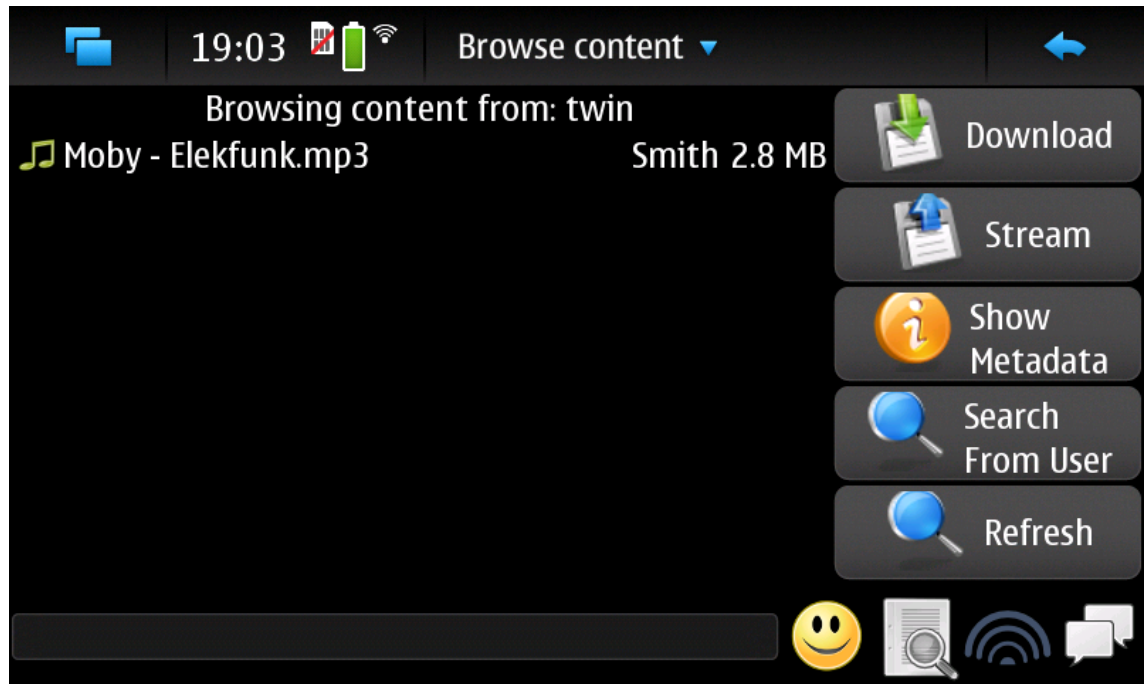 19:03
Browse content
Browsing content from: twin
Moby - Elekfunk.mp3 Smith 2.8 MB
Download
Stream
Show
Metadata
Search
From User
Refresh